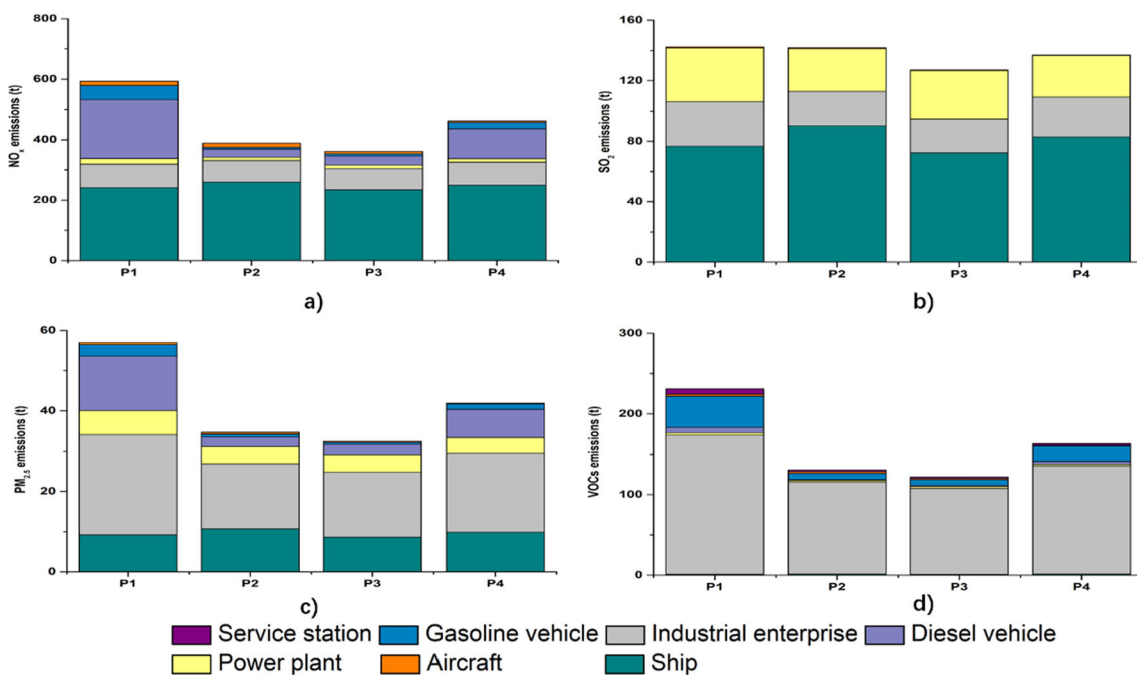 800
600
400
200
0
NOx emissions (t)
P1 P2 P3 P4
a)
160
120
80
40
0
SO2 emissions (t)
P1 P2 P3 P4
b)
60
40
20
0
PM2.5 emissions (t)
P1 P2 P3 P4
c)
300
200
100
0
VOCs emissions (t)
P1 P2 P3 P4
d)
Service station Gasoline vehicle Industrial enterprise Diesel vehicle
Power plant Aircraft Ship